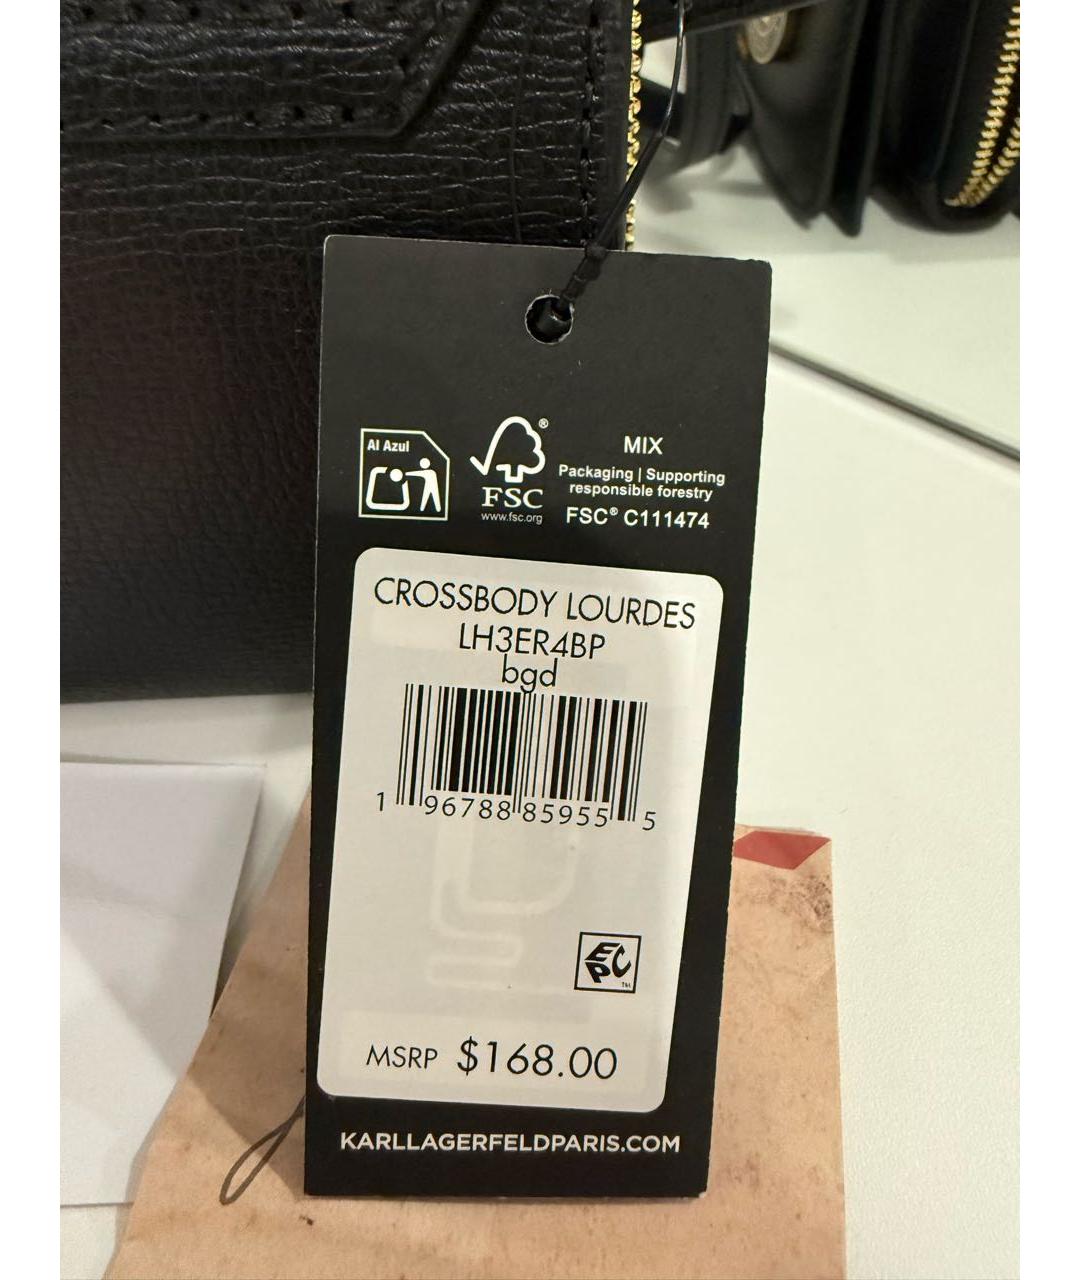 Al Azul
FSC®
www.fsc.org
MIX
Packaging | Supporting
responsible forestry
FSC® C111474
CROSSBODY LOURDES
LH3ER4BP
bgd
1 96788 85955 5
EPC™
MSRP $168.00
KARLLAGERFELDPARIS.COM